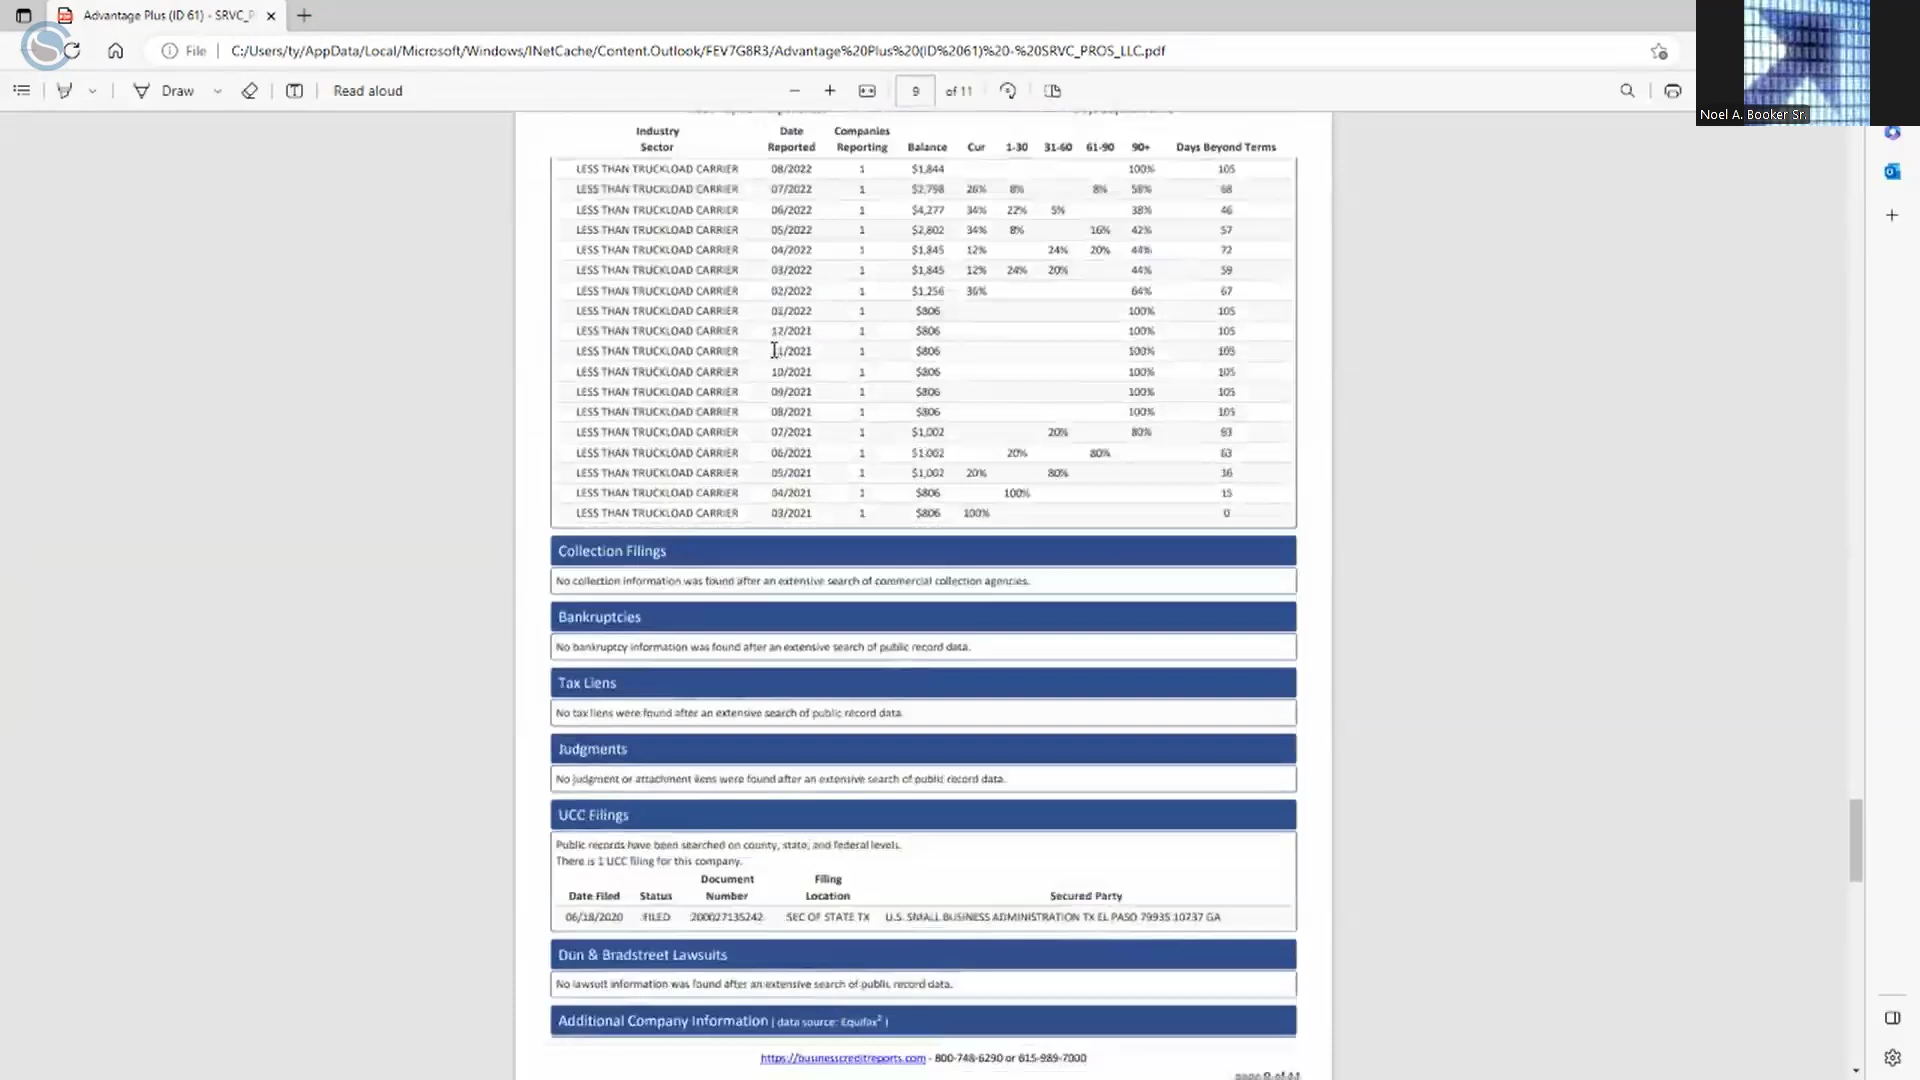 Advantage Plus (ID 61) - SRVC_P
File
C:/Users/ty/AppData/Local/Microsoft/Windows/INetCache/Content.Outlook/FEV7G8R3/Advantage%20Plus%20(ID%2061)%20-%20SRVC_PROS_LLC.pdf
Draw
Read aloud
9 of 11
Noel A. Booker Sr.
Industry Date Companies
Sector Reported Reporting Balance Cur 1-30 31-60 61-90 90+ Days Beyond Terms
LESS THAN TRUCKLOAD CARRIER 08/2022 1 $1,844 100% 105
LESS THAN TRUCKLOAD CARRIER 07/2022 1 $2,798 26% 8% 8% 58% 68
LESS THAN TRUCKLOAD CARRIER 06/2022 1 $4,277 34% 22% 5% 38% 46
LESS THAN TRUCKLOAD CARRIER 05/2022 1 $2,802 34% 8% 16% 42% 57
LESS THAN TRUCKLOAD CARRIER 04/2022 1 $1,845 12% 24% 20% 44% 72
LESS THAN TRUCKLOAD CARRIER 03/2022 1 $1,845 12% 24% 20% 44% 59
LESS THAN TRUCKLOAD CARRIER 02/2022 1 $1,256 36% 64% 67
LESS THAN TRUCKLOAD CARRIER 01/2022 1 $806 100% 105
LESS THAN TRUCKLOAD CARRIER 12/2021 1 $806 100% 105
LESS THAN TRUCKLOAD CARRIER 11/2021 1 $806 100% 105
LESS THAN TRUCKLOAD CARRIER 10/2021 1 $806 100% 105
LESS THAN TRUCKLOAD CARRIER 09/2021 1 $806 100% 105
LESS THAN TRUCKLOAD CARRIER 08/2021 1 $806 100% 105
LESS THAN TRUCKLOAD CARRIER 07/2021 1 $1,002 20% 80% 93
LESS THAN TRUCKLOAD CARRIER 06/2021 1 $1,002 20% 80% 63
LESS THAN TRUCKLOAD CARRIER 05/2021 1 $1,002 20% 80% 36
LESS THAN TRUCKLOAD CARRIER 04/2021 1 $806 100% 15
LESS THAN TRUCKLOAD CARRIER 03/2021 1 $806 100% 0
Collection Filings
No collection information was found after an extensive search of commercial collection agencies.
Bankruptcies
No bankruptcy information was found after an extensive search of public record data.
Tax Liens
No tax liens were found after an extensive search of public record data.
Judgments
No judgment or attachment liens were found after an extensive search of public record data.
UCC Filings
Public records have been searched on county, state, and federal levels.
There is 1 UCC filing for this company.
Document Filing
Date Filed Status Number Location Secured Party
06/18/2020 FILED 200027135242 SEC OF STATE TX U.S. SMALL BUSINESS ADMINISTRATION TX EL PASO 79935 10737 GA
Dun & Bradstreet Lawsuits
No lawsuit information was found after an extensive search of public record data.
Additional Company Information ( data source: Equifax² )
https://businesscreditreports.com - 800-748-6290 or 615-989-7000